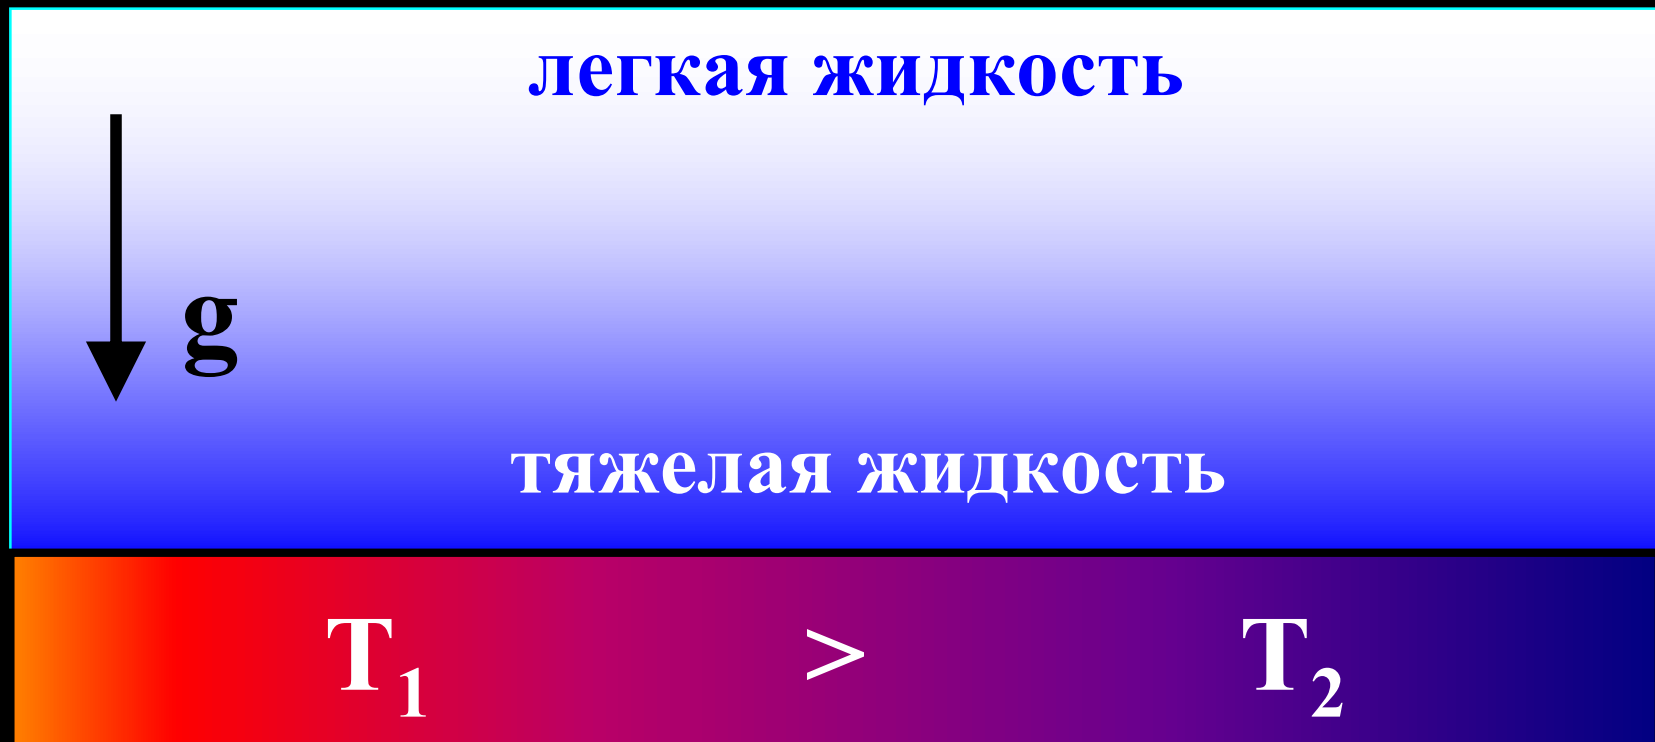 легкая жидкость
g
тяжелая жидкость
T₁ > T₂